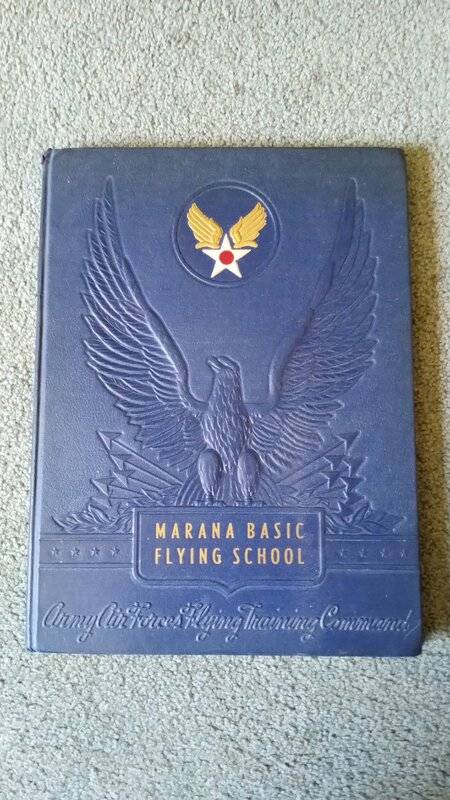 MARANA BASIC
FLYING SCHOOL
Army Air Forces Flying Training Command